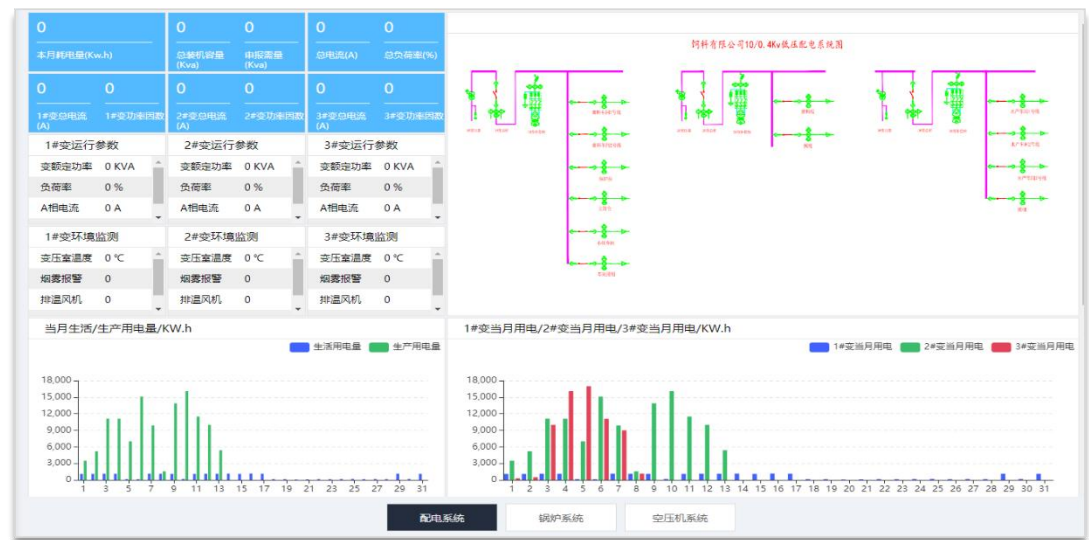 0 0 0 0 0
本月耗电量(Kw.h) 总装机容量(Kva) 申报需量(Kva) 总电流(A) 总负荷率(%)
0 0 0 0 0 0
1#变总电流(A) 1#变功率因数 2#变总电流(A) 2#变功率因数 3#变总电流(A) 3#变功率因数
饲料有限公司10/0.4Kv低压配电系统图
1#变运行参数 2#变运行参数 3#变运行参数
变额定功率 0 KVA 变额定功率 0 KVA 变额定功率 0 KVA
负荷率 0 % 负荷率 0 % 负荷率 0 %
A相电流 0 A A相电流 0 A A相电流 0 A
1#变环境监测 2#变环境监测 3#变环境监测
变压室温度 0 ℃ 变压室温度 0 ℃ 变压室温度 0 ℃
烟雾报警 0 烟雾报警 0 烟雾报警 0
排温风机 0 排温风机 0 排温风机 0
当月生活/生产用电量/KW.h
生活用电量 生产用电量
18,000
15,000
12,000
9,000
6,000
3,000
0
1 3 5 7 9 11 13 15 17 19 21 23 25 27 29 31
1#变当月用电/2#变当月用电/3#变当月用电/KW.h
1#变当月用电 2#变当月用电 3#变当月用电
18,000
15,000
12,000
9,000
6,000
3,000
0
1 2 3 4 5 6 7 8 9 10 11 12 13 14 15 16 17 18 19 20 21 22 23 24 25 26 27 28 29 30 31
配电系统 锅炉系统 空压机系统